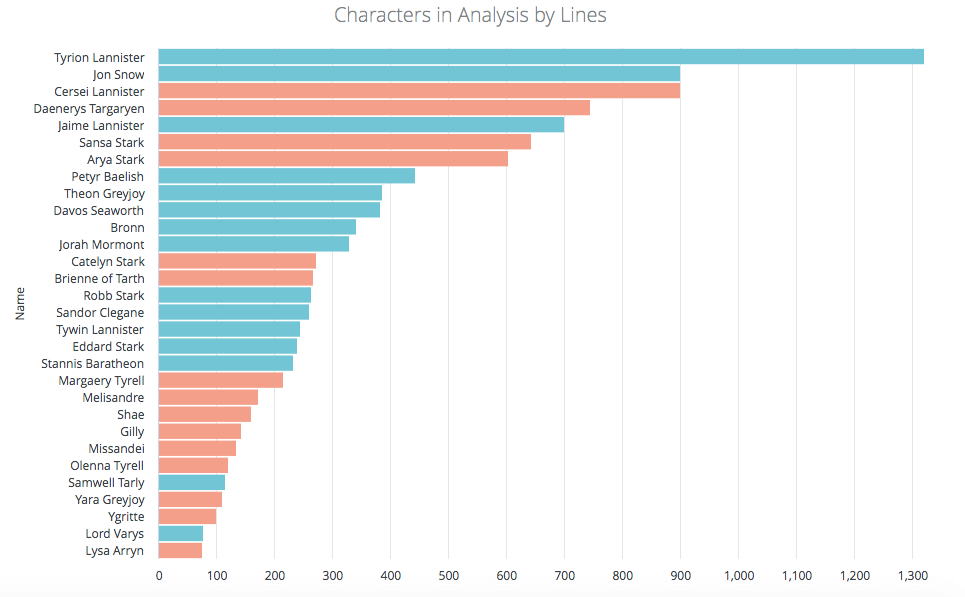 Characters in Analysis by Lines
Name
Tyrion Lannister
Jon Snow
Cersei Lannister
Daenerys Targaryen
Jaime Lannister
Sansa Stark
Arya Stark
Petyr Baelish
Theon Greyjoy
Davos Seaworth
Bronn
Jorah Mormont
Catelyn Stark
Brienne of Tarth
Robb Stark
Sandor Clegane
Tywin Lannister
Eddard Stark
Stannis Baratheon
Margaery Tyrell
Melisandre
Shae
Gilly
Missandei
Olenna Tyrell
Samwell Tarly
Yara Greyjoy
Ygritte
Lord Varys
Lysa Arryn
0 100 200 300 400 500 600 700 800 900 1,000 1,100 1,200 1,300